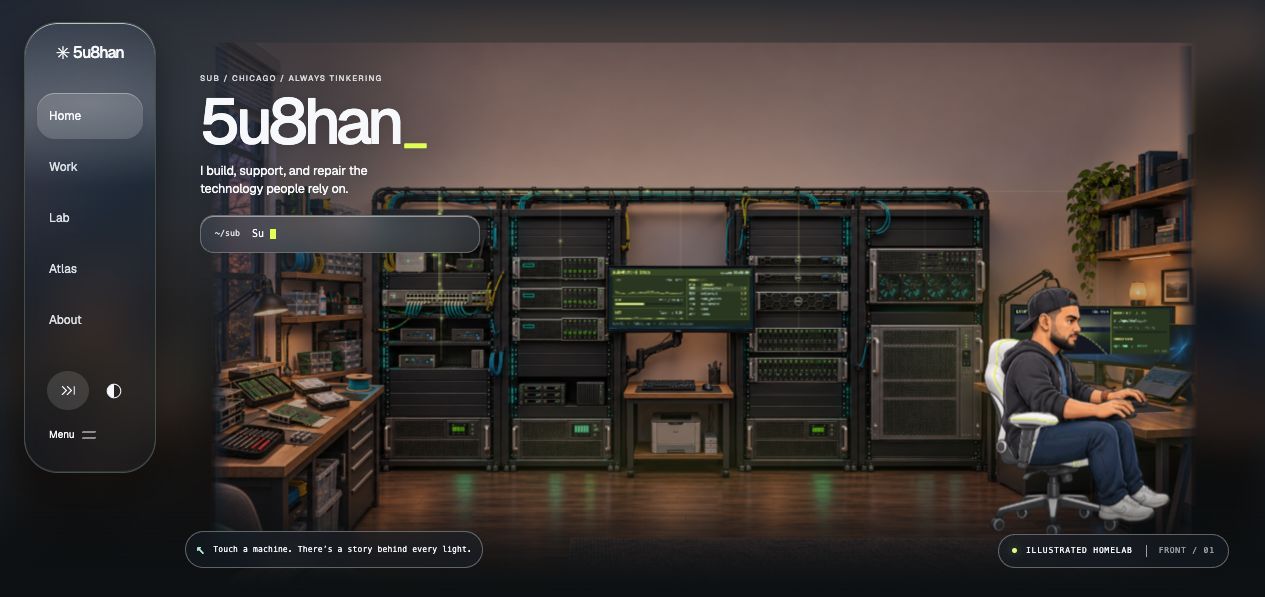 5u8han
Home
Work
Lab
Atlas
About
Menu
SUB / CHICAGO / ALWAYS TINKERING
5u8han_
I build, support, and repair the
technology people rely on.
~/sub Su
Touch a machine. There's a story behind every light.
ILLUSTRATED HOMELAB | FRONT / 01